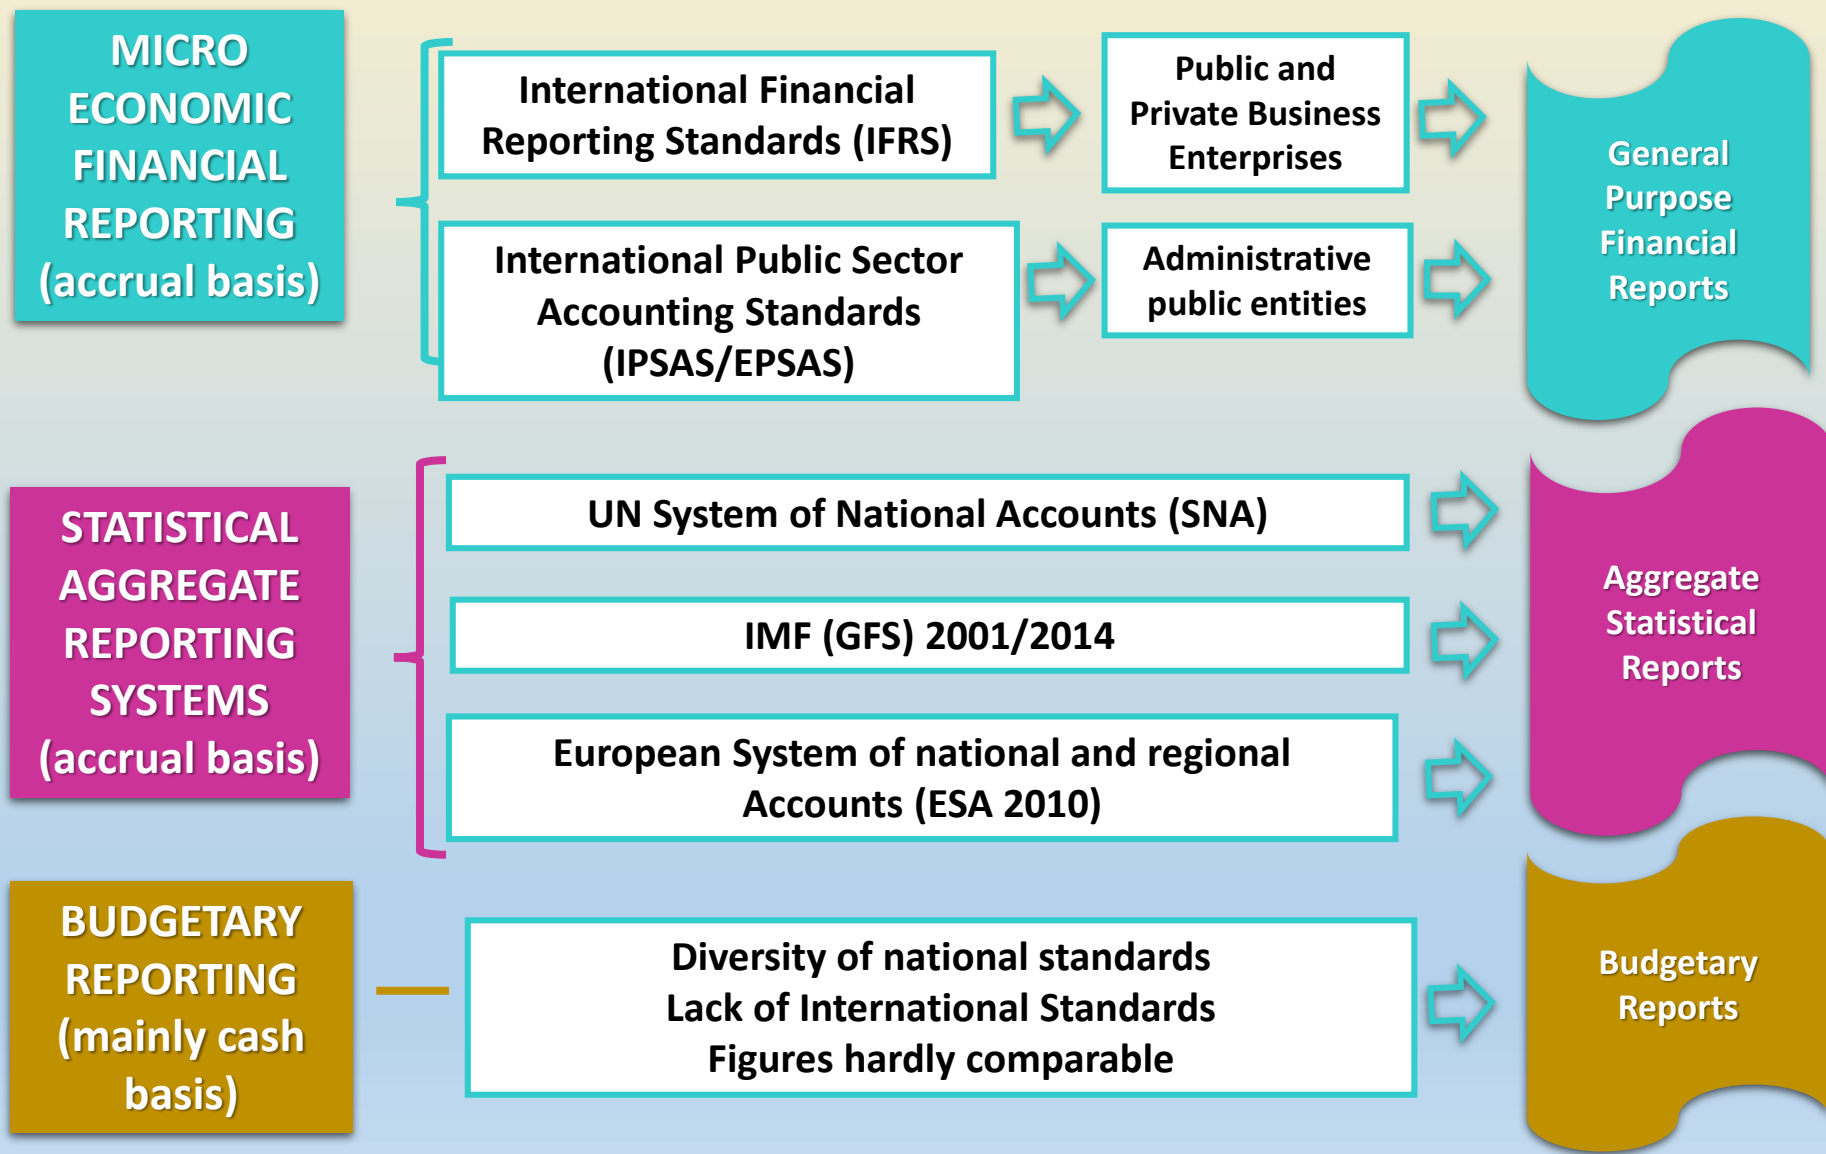 MICRO
ECONOMIC
FINANCIAL
REPORTING
(accrual basis)
International Financial
Reporting Standards (IFRS)
Public and
Private Business
Enterprises
International Public Sector
Accounting Standards
(IPSAS/EPSAS)
Administrative
public entities
General
Purpose
Financial
Reports
STATISTICAL
AGGREGATE
REPORTING
SYSTEMS
(accrual basis)
UN System of National Accounts (SNA)
IMF (GFS) 2001/2014
European System of national and regional
Accounts (ESA 2010)
Aggregate
Statistical
Reports
BUDGETARY
REPORTING
(mainly cash
basis)
Diversity of national standards
Lack of International Standards
Figures hardly comparable
Budgetary
Reports